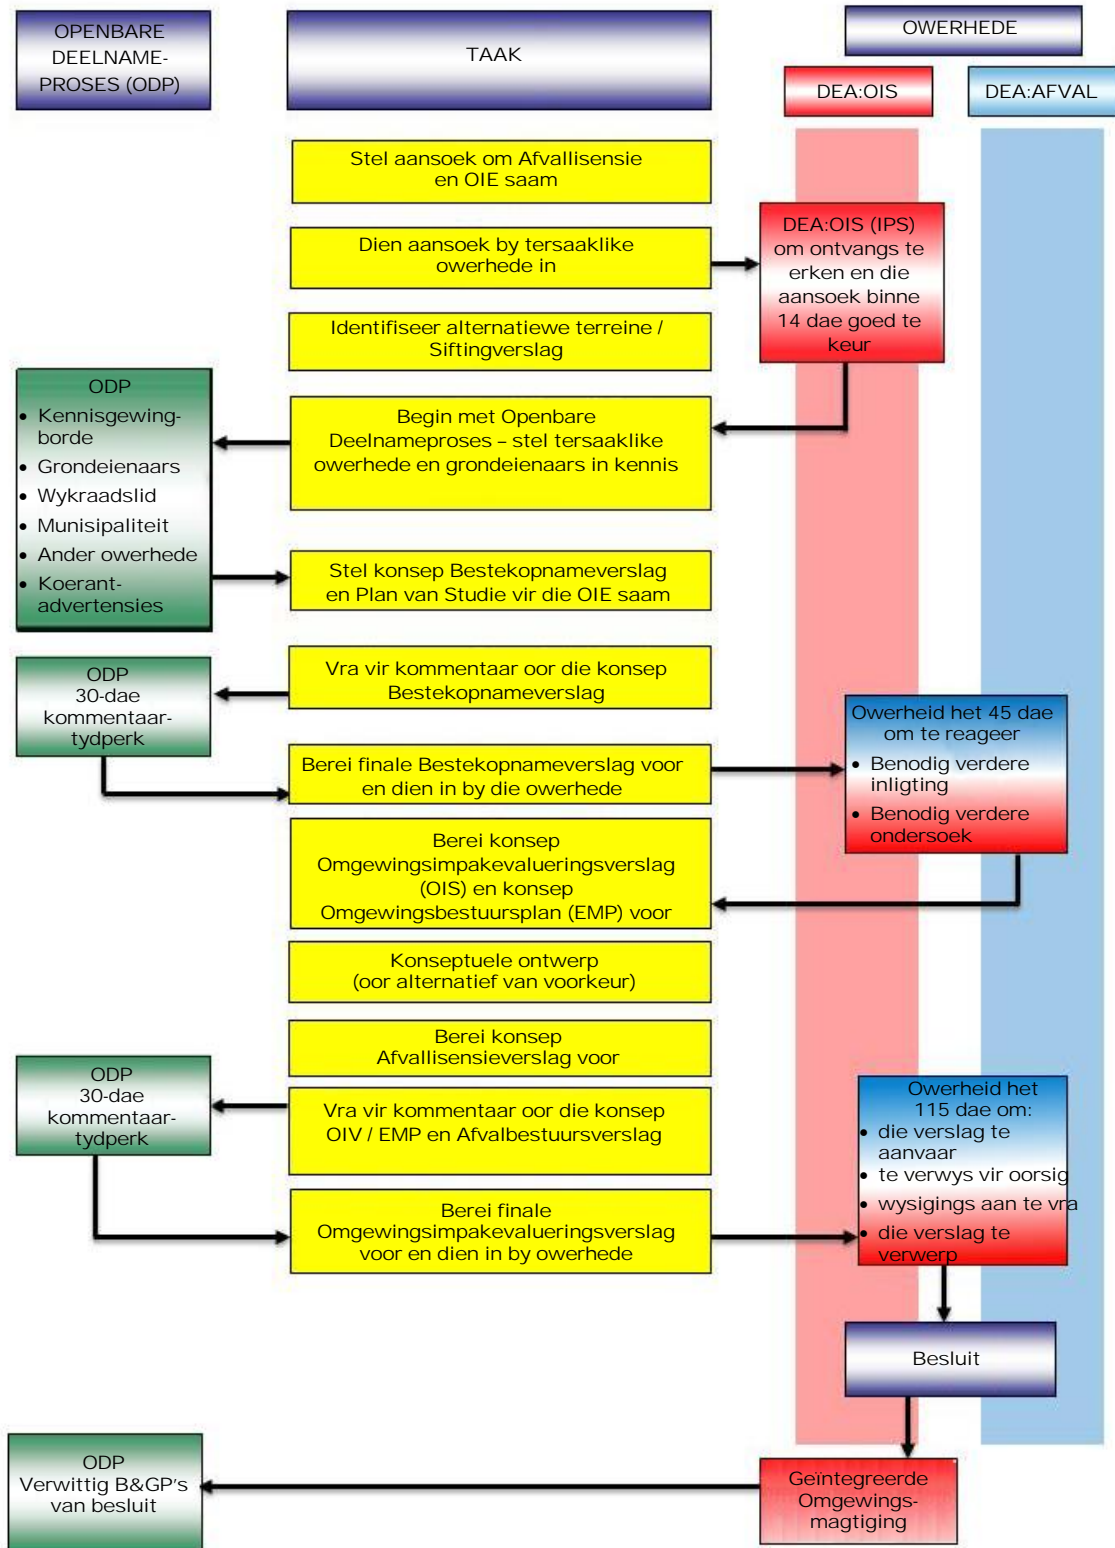 OPENBARE
DEELNAME-
PROSES (ODP)
TAAK
OWERHEDE
DEA:OIS
DEA:AFVAL
Stel aansoek om Afvallisensie
en OIE saam
Dien aansoek by tersaaklike
owerhede in
DEA:OIS (IPS)
om ontvangs te
erken en die
aansoek binne
14 dae goed te
keur
Identifiseer alternatiewe terreine /
Siftingverslag
ODP
• Kennisgewing-
borde
• Grondeienaars
• Wykraadslid
• Munisipaliteit
• Ander owerhede
• Koerant-
advertensies
Begin met Openbare
Deelnameproses – stel tersaaklike
owerhede en grondeienaars in kennis
Stel konsep Bestekopnameverslag
en Plan van Studie vir die OIE saam
Vra vir kommentaar oor die konsep
Bestekopnameverslag
ODP
30-dae
kommentaar-
tydperk
Berei finale Bestekopnameverslag voor
en dien in by die owerhede
Owerheid het 45 dae
om te reageer
• Benodig verdere
inligting
• Benodig verdere
ondersoek
Berei konsep
Omgewingsimpakevalueringsverslag
(OIS) en konsep
Omgewingsbestuursplan (EMP) voor
Konseptuele ontwerp
(oor alternatief van voorkeur)
Berei konsep
Afvallisensieverslag voor
ODP
30-dae
kommentaar-
tydperk
Vra vir kommentaar oor die konsep
OIV / EMP en Afvalbestuursverslag
Berei finale
Omgewingsimpakevalueringsverslag
voor en dien in by owerhede
Owerheid het
115 dae om:
• die verslag te
aanvaar
• te verwys vir oorsig
• wysigings aan te vra
• die verslag te
verwerp
Besluit
Geïntegreerde
Omgewings-
magtiging
ODP
Verwittig B&GP's
van besluit